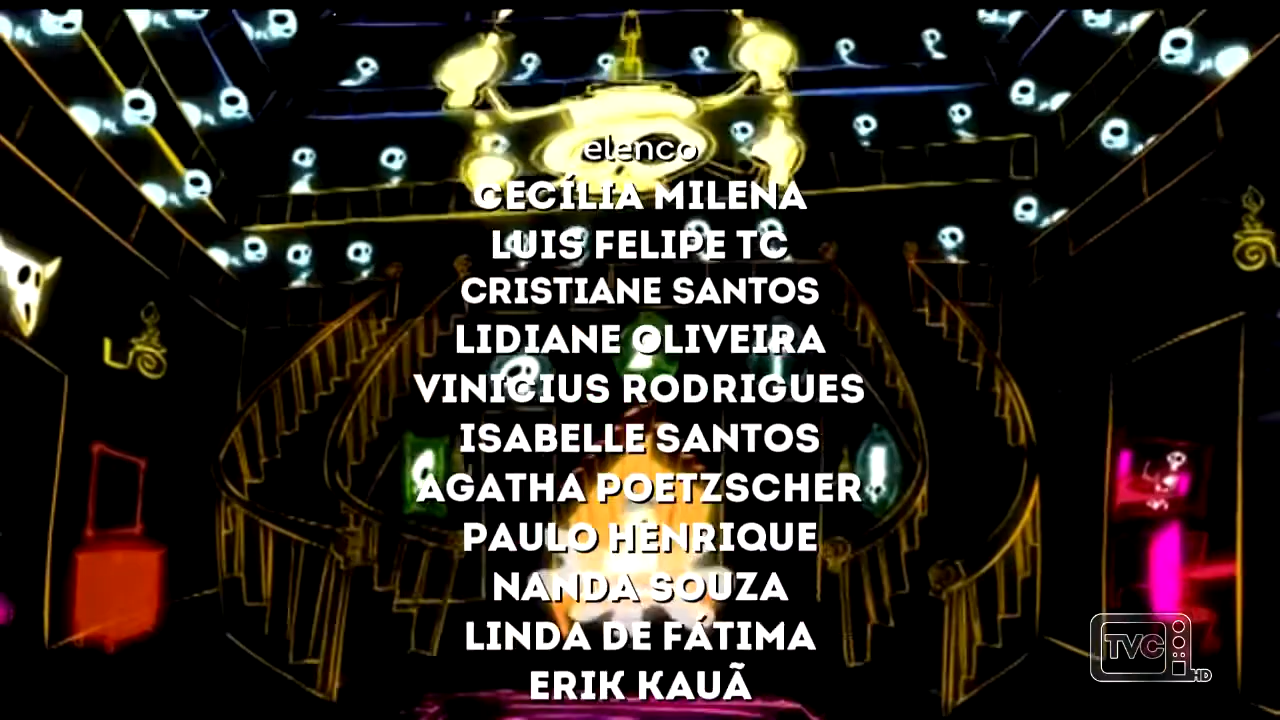 elenco
CECÍLIA MILENA
LUIS FELIPE TC
CRISTIANE SANTOS
LIDIANE OLIVEIRA
VINICIUS RODRIGUES
ISABELLE SANTOS
AGATHA POETZSCHER
PAULO HENRIQUE
NANDA SOUZA
LINDA DE FÁTIMA
ERIK KAUÃ
TVC
HD